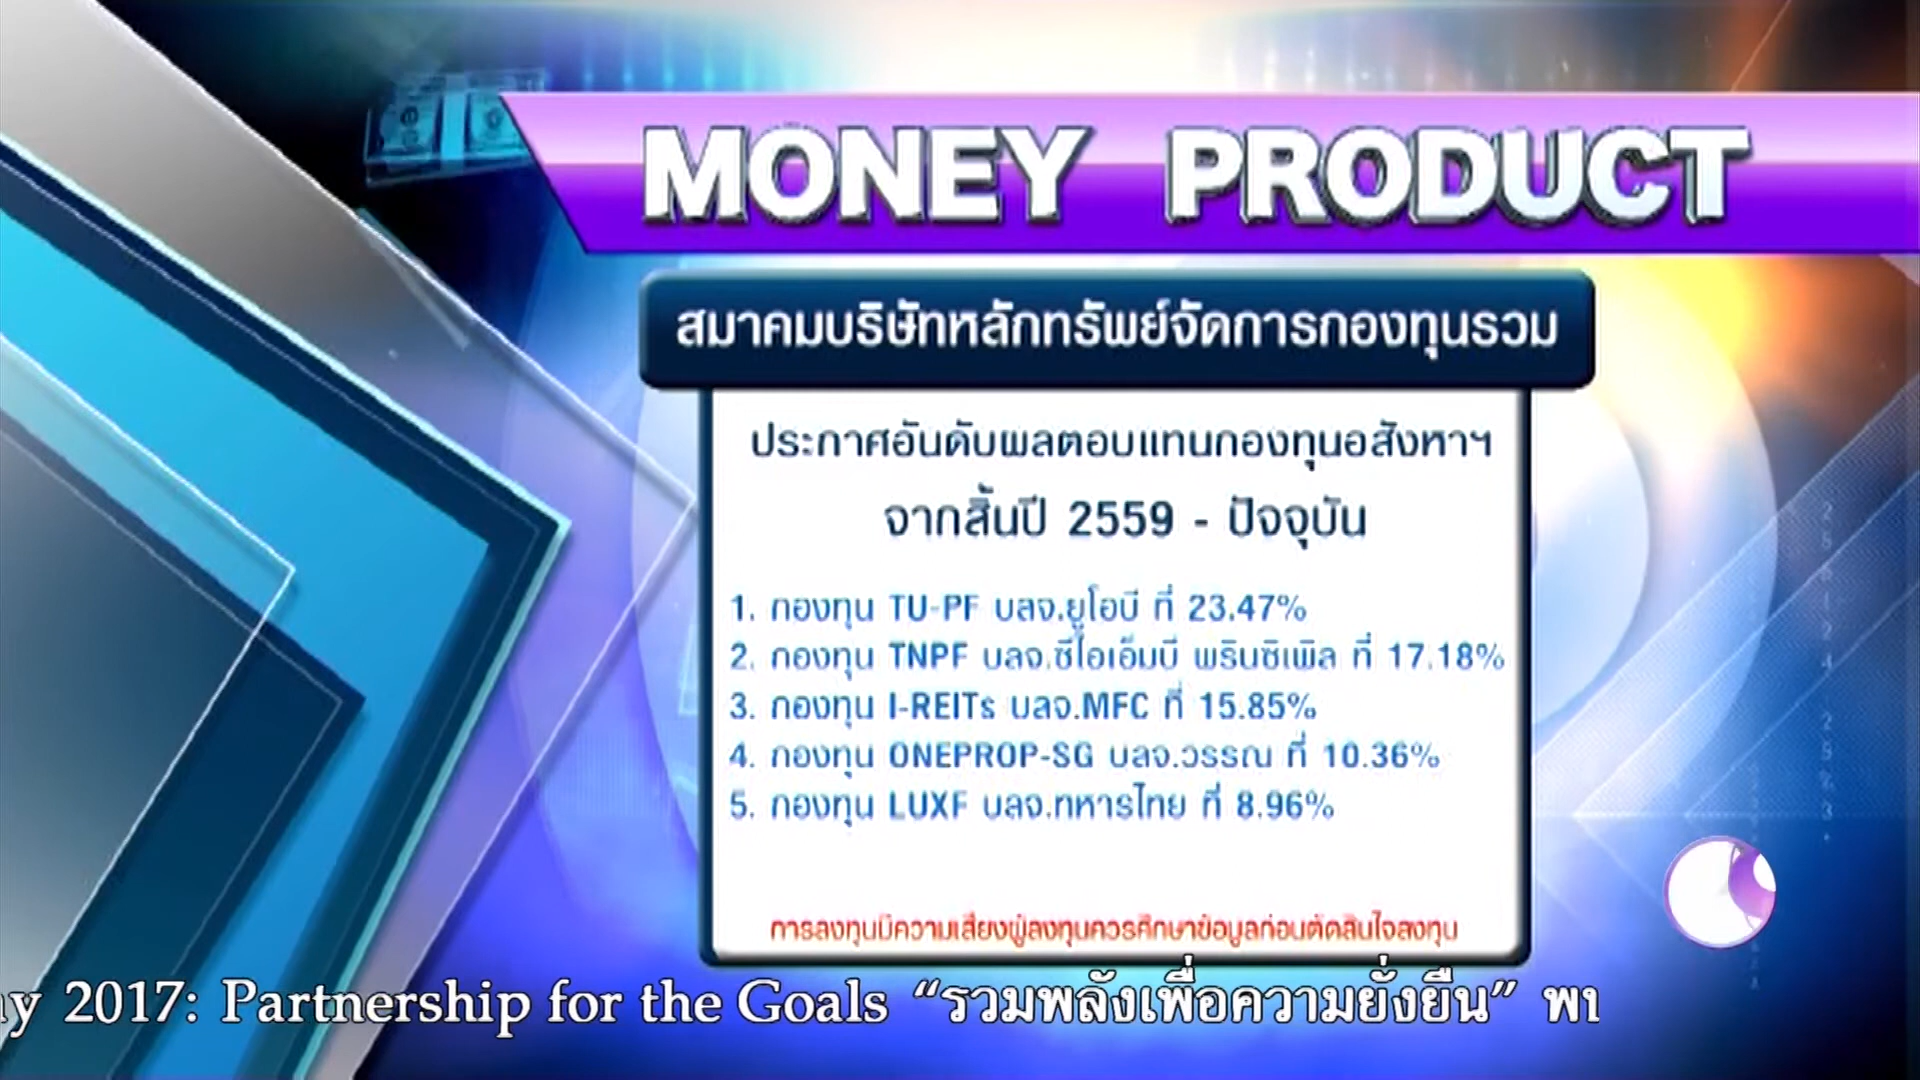 MONEY PRODUCT
สมาคมบริษัทหลักทรัพย์จัดการกองทุนรวม
ประกาศอันดับผลตอบแทนกองทุนอสังหาฯ
จากสิ้นปี 2559 - ปัจจุบัน
1. กองทุน TU-PF บลจ.ยูโอบี ที่ 23.47%
2. กองทุน TNPF บลจ.ซีไอเอ็มบี พรินซิเพิล ที่ 17.18%
3. กองทุน I-REITs บลจ.MFC ที่ 15.85%
4. กองทุน ONEPROP-SG บลจ.วรรณ ที่ 10.36%
5. กองทุน LUXF บลจ.ทหารไทย ที่ 8.96%
การลงทุนมีความเสี่ยงผู้ลงทุนควรศึกษาข้อมูลก่อนตัดสินใจลงทุน
2017: Partnership for the Goals “รวมพลังเพื่อความยั่งยืน”